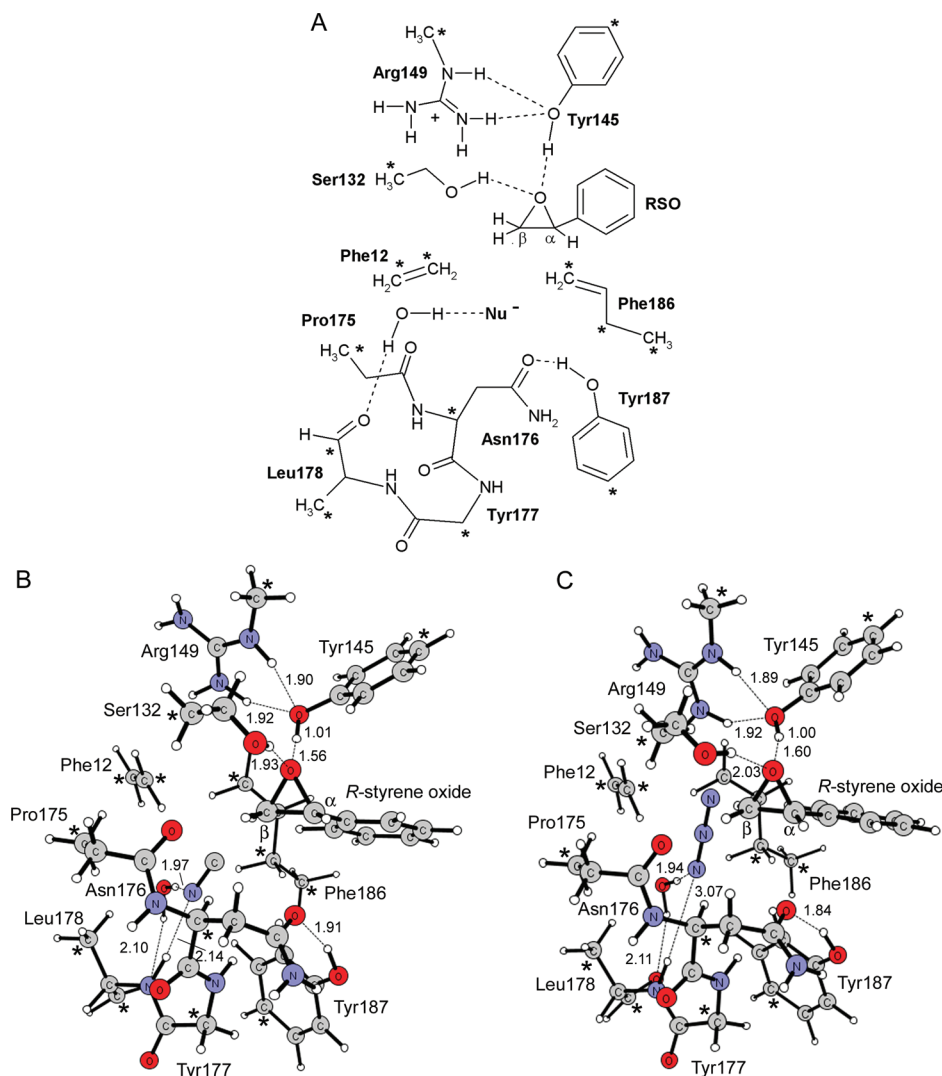 A
H₃C *
*
Arg149
N-H
H N
+
N-H
H
H
O
Tyr145
H
Ser132
*
H₃C
O
H
O
RSO
H
H
β α H
Phe12
* *
H₂C CH₂
*
H₂C
Phe186
*
CH₃
*
O H Nu⁻
Pro175
H
H₃C *
O
O H
O
Tyr187
N
H
*
NH₂
Asn176
O
H
*
O
Leu178
H₃C *
H
N
NH
Tyr177
O
O
*
*
B
Arg149
Tyr145
1.90
Ser132
1.92
1.01
1.93
1.56
Phe12
R-styrene oxide
α
β
Pro175
1.97
Asn176
Phe186
Leu178
1.91
2.10
2.14
Tyr187
Tyr177
C
Tyr145
1.89
Arg149
Ser132
1.92
1.00
1.60
2.03
Phe12
R-styrene oxide
β
α
Pro175
1.94
Phe186
3.07
Asn176
1.84
Leu178
2.11
Tyr187
Tyr177